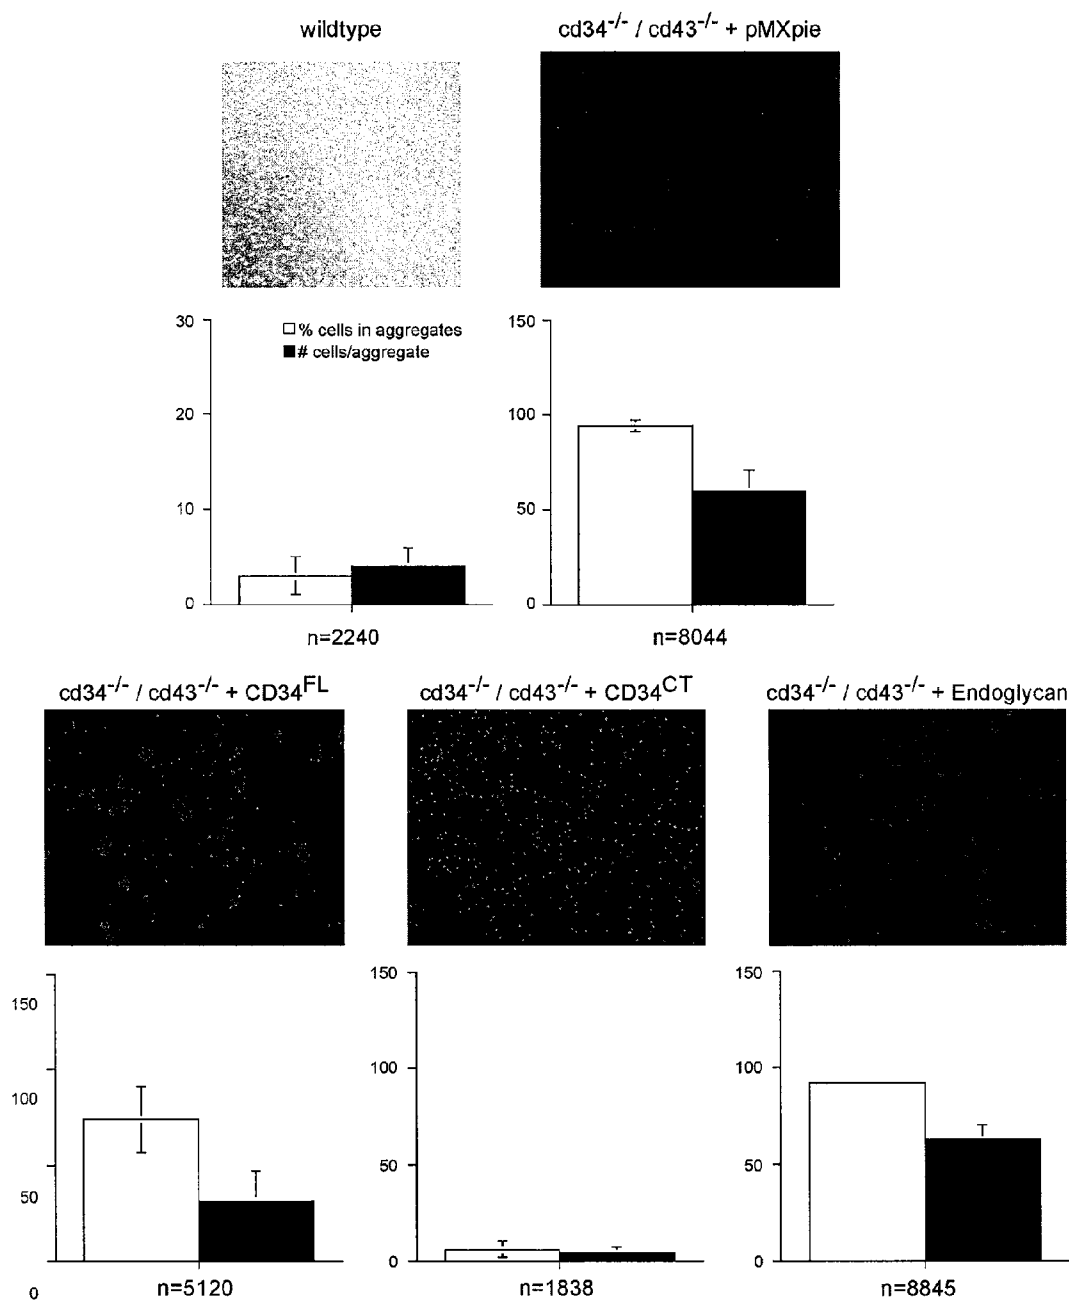 wildtype
cd34-/- / cd43-/- + pMXpie
30
20
10
0
% cells in aggregates
# cells/aggregate
n=2240
150
100
50
0
n=8044
cd34-/- / cd43-/- + CD34FL
cd34-/- / cd43-/- + CD34CT
cd34-/- / cd43-/- + Endoglycan
150
100
50
0
n=5120
150
100
50
0
n=1838
150
100
50
0
n=8845